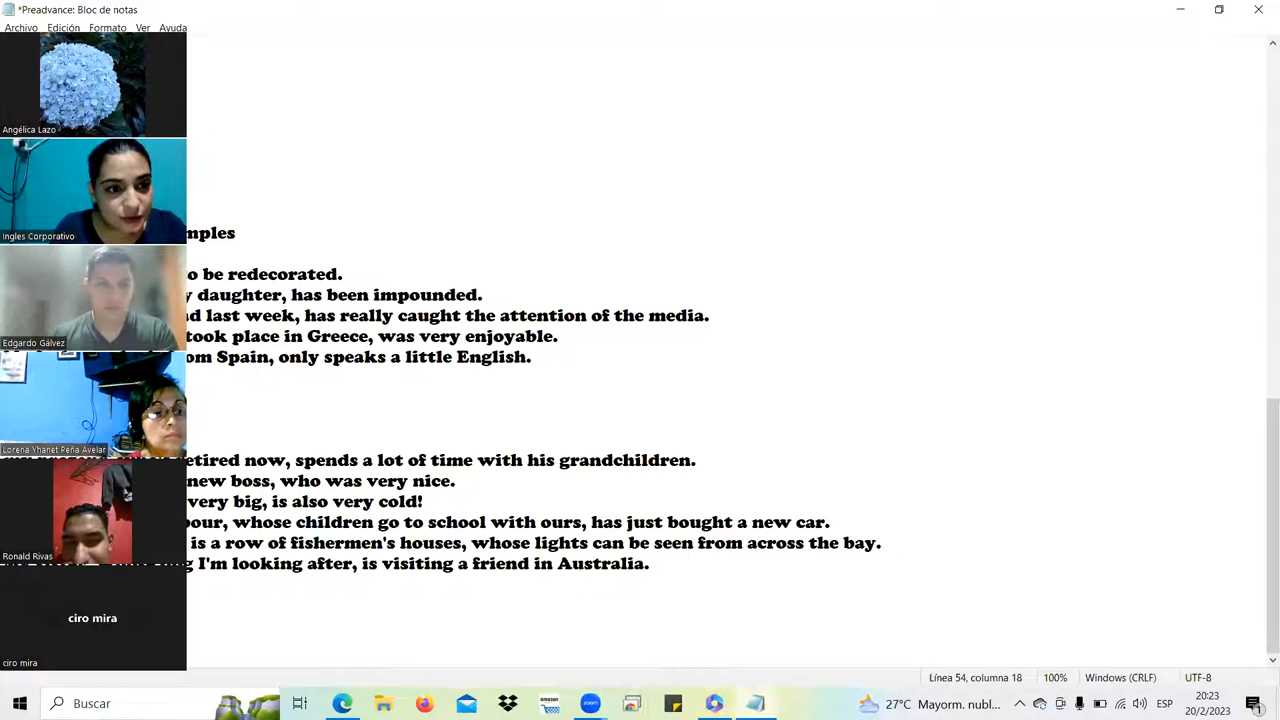 *Preadvance: Bloc de notas
Archivo Edición Formato Ver Ayuda
Angélica Lazo
Ingles Corporativo
to be redecorated.
daughter, has been impounded.
last week, has really caught the attention of the media.
Edgardo Gálvez
took place in Greece, was very enjoyable.
Spain, only speaks a little English.
Lorena Yhanet Peña Avelar
now, spends a lot of time with his grandchildren.
new boss, who was very nice.
very big, is also very cold!
whose children go to school with ours, has just bought a new car.
is a row of fishermen's houses, whose lights can be seen from across the bay.
Ronald Rivas
I'm looking after, is visiting a friend in Australia.
ciro mira
ciro mira
Línea 54, columna 18 100% Windows (CRLF) UTF-8
Buscar
amazon
zoom
27°C Mayorm. nubl... ESP
20:23
20/2/2023
1